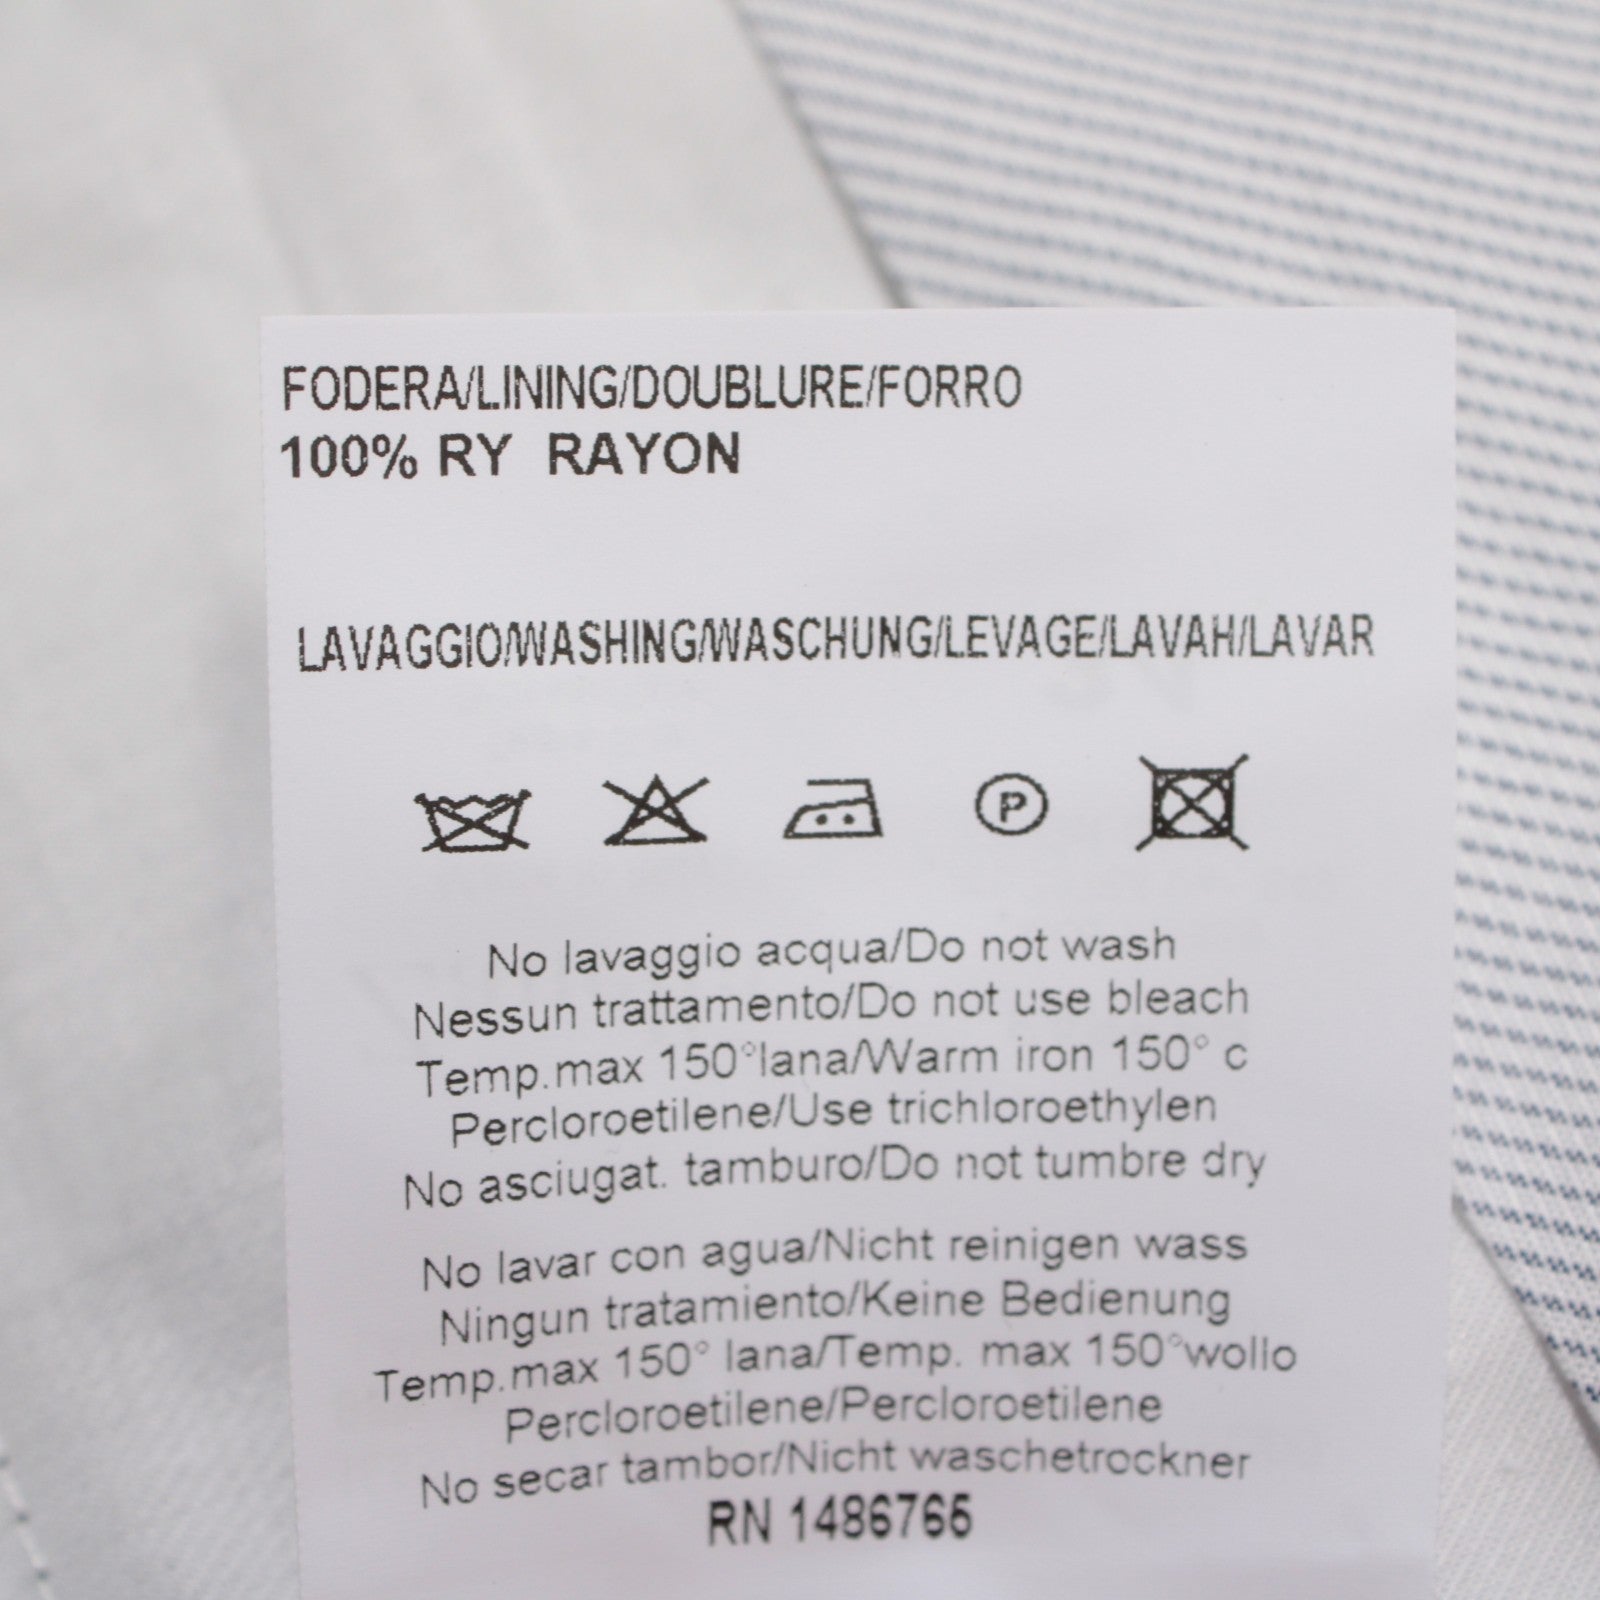 FODERA/LINING/DOUBLURE/FORRO
100% RY RAYON
LAVAGGIO/WASHING/WASCHUNG/LEVAGE/LAVAH/LAVAR
P
No lavaggio acqua/Do not wash
Nessun trattamento/Do not use bleach
Temp.max 150°lana/Warm iron 150° c
Percloroetilene/Use trichloroethylen
No asciugat. tamburo/Do not tumbre dry
No lavar con agua/Nicht reinigen wass
Ningun tratamiento/Keine Bedienung
Temp.max 150° lana/Temp. max 150°wollo
Percloroetilene/Percloroetilene
No secar tambor/Nicht waschetrockner
RN 1486766